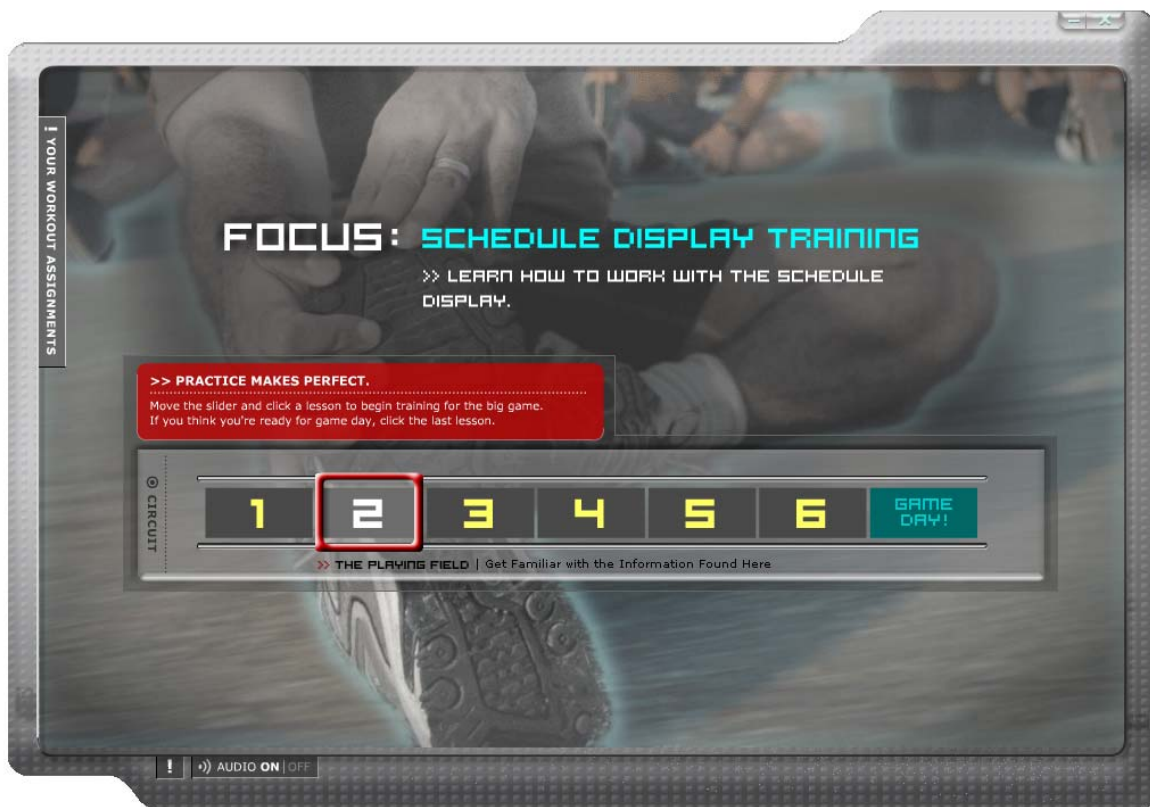 ! YOUR WORKOUT ASSIGNMENTS
FOCUS: SCHEDULE DISPLAY TRAINING
>> LEARN HOW TO WORK WITH THE SCHEDULE
DISPLAY.
>> PRACTICE MAKES PERFECT.
Move the slider and click a lesson to begin training for the big game.
If you think you're ready for game day, click the last lesson.
CIRCUIT
1 2 3 4 5 6 GAME
DAY!
>> THE PLAYING FIELD | Get Familiar with the Information Found Here
! AUDIO ON | OFF